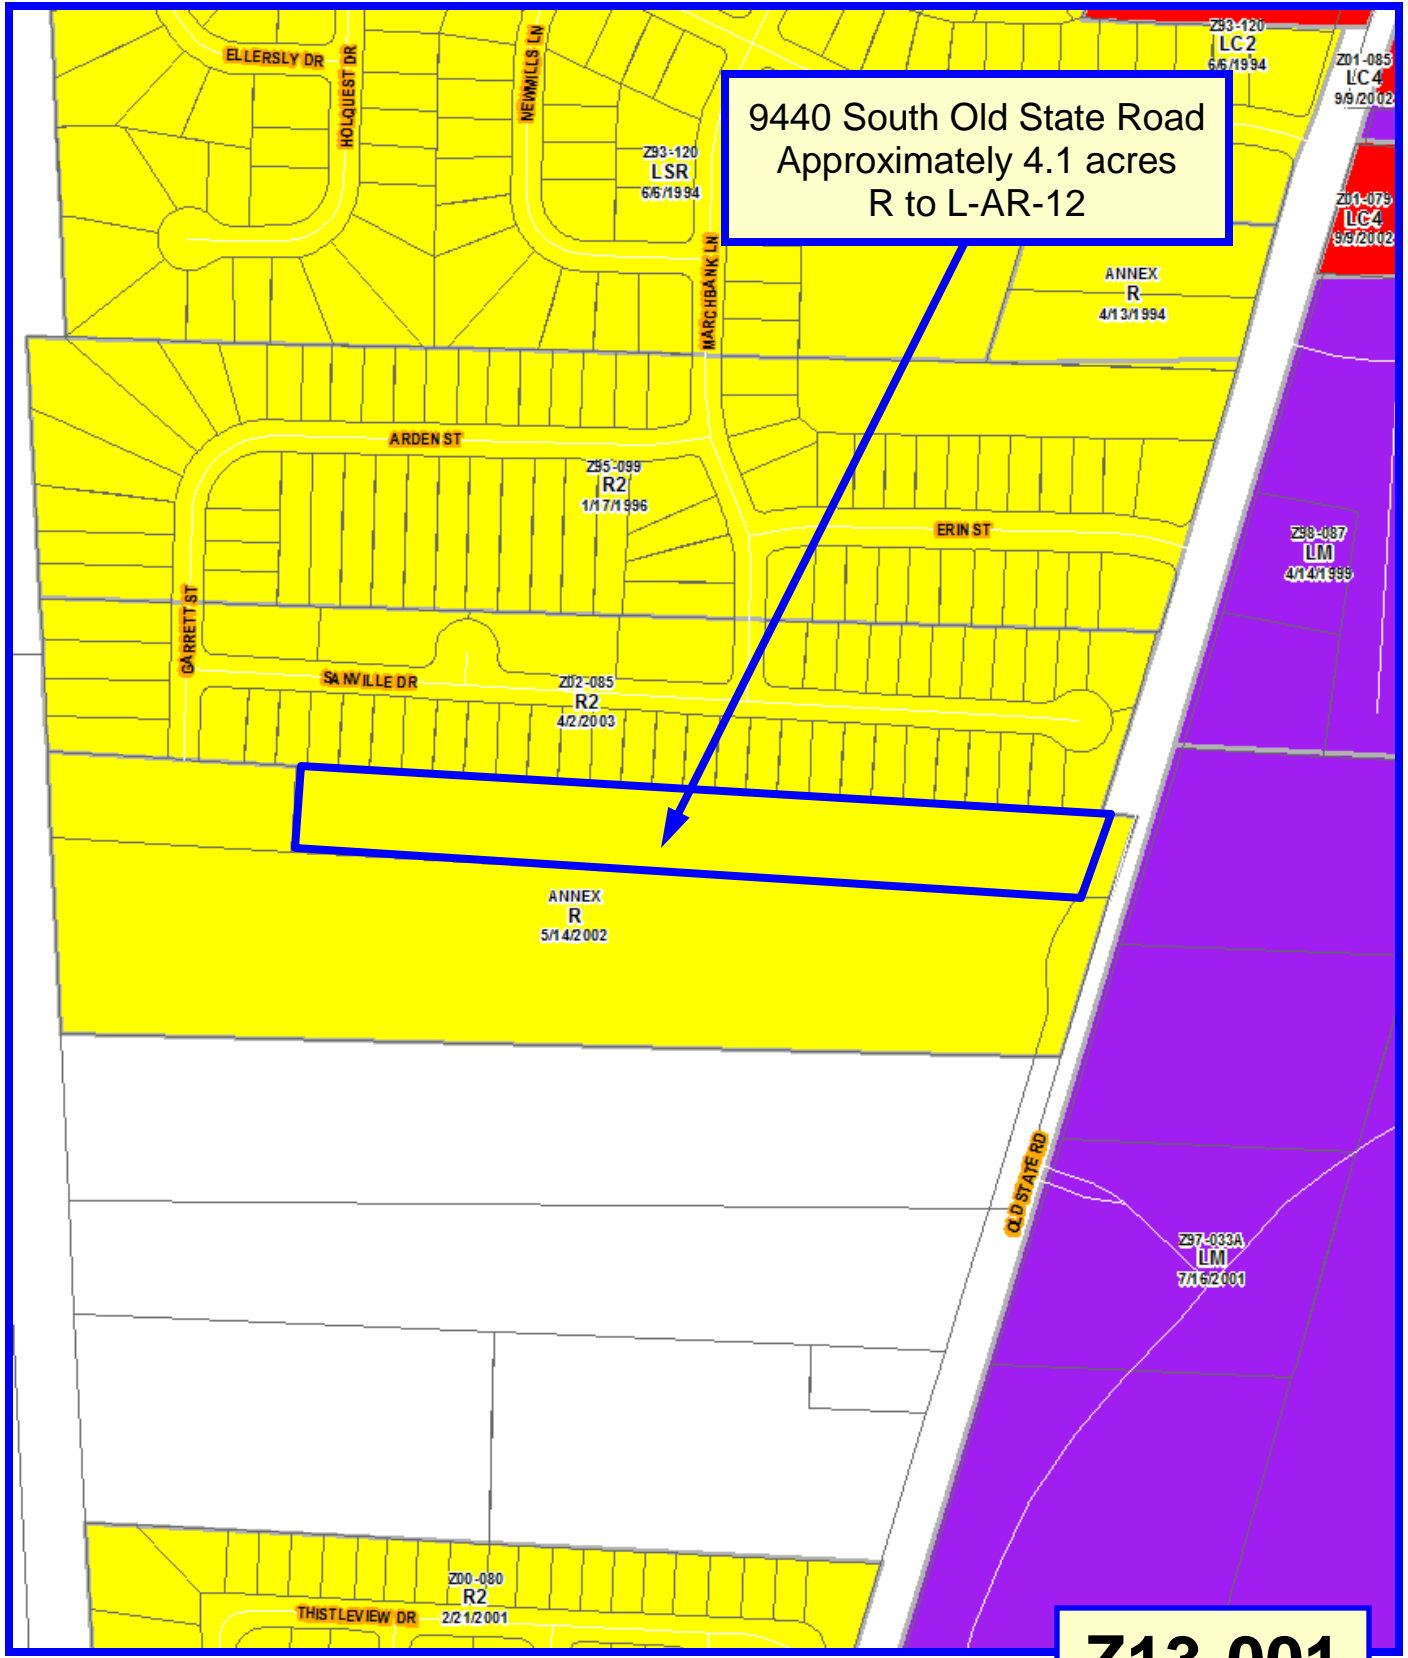 ELLERSLY DR
HOLQUEST DR
NEWMILLS LN
Z93-120
LSR
6/6/1994
MARCHBANK LN
Z93-120
LC2
6/6/1994
Z01-085
LC4
9/9/2002
9440 South Old State Road
Approximately 4.1 acres
R to L-AR-12
Z01-079
LC4
9/9/2002
ANNEX
R
4/13/1994
ARDEN ST
Z95-099
R2
1/17/1996
ERIN ST
Z98-087
LM
4/14/1999
GARRETT ST
SANVILLE DR
Z02-085
R2
4/2/2003
ANNEX
R
5/14/2002
OLD STATE RD
Z97-033A
LM
7/16/2001
Z00-080
R2
2/21/2001
THISTLEVIEW DR
Z13-001